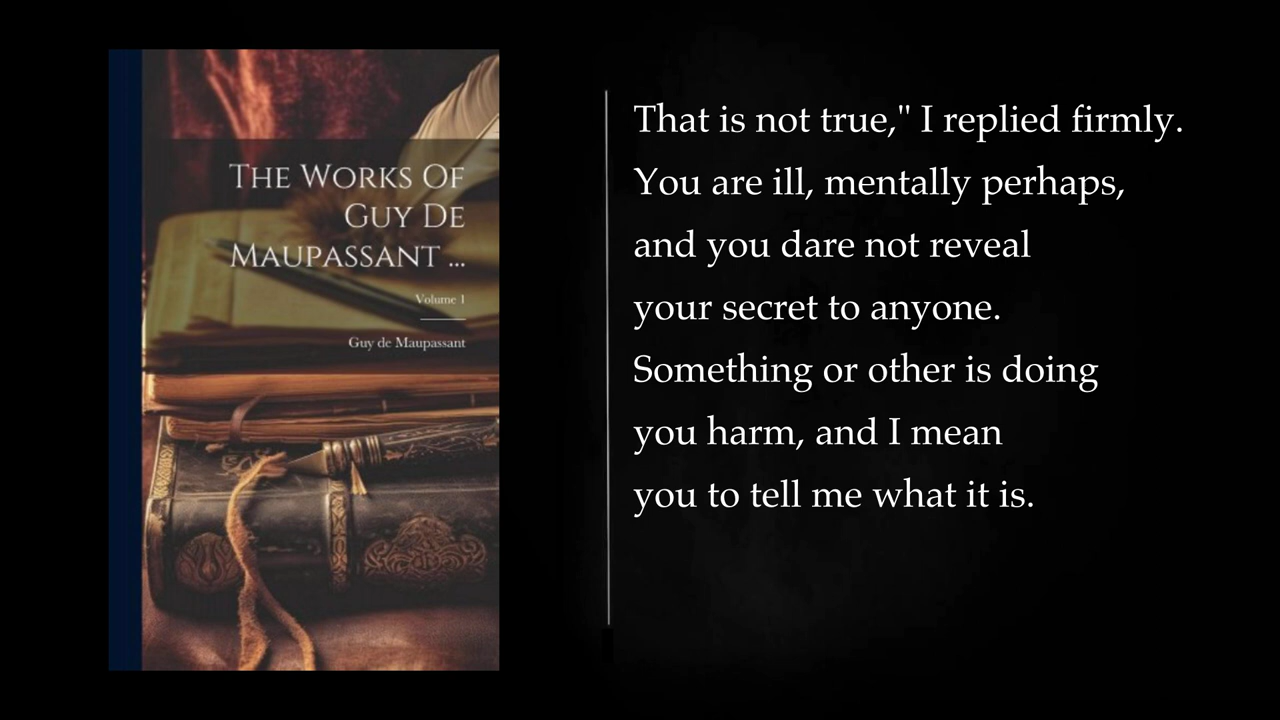 The Works Of
Guy De
Maupassant ...
Volume 1
Guy de Maupassant
That is not true," I replied firmly.
You are ill, mentally perhaps,
and you dare not reveal
your secret to anyone.
Something or other is doing
you harm, and I mean
you to tell me what it is.